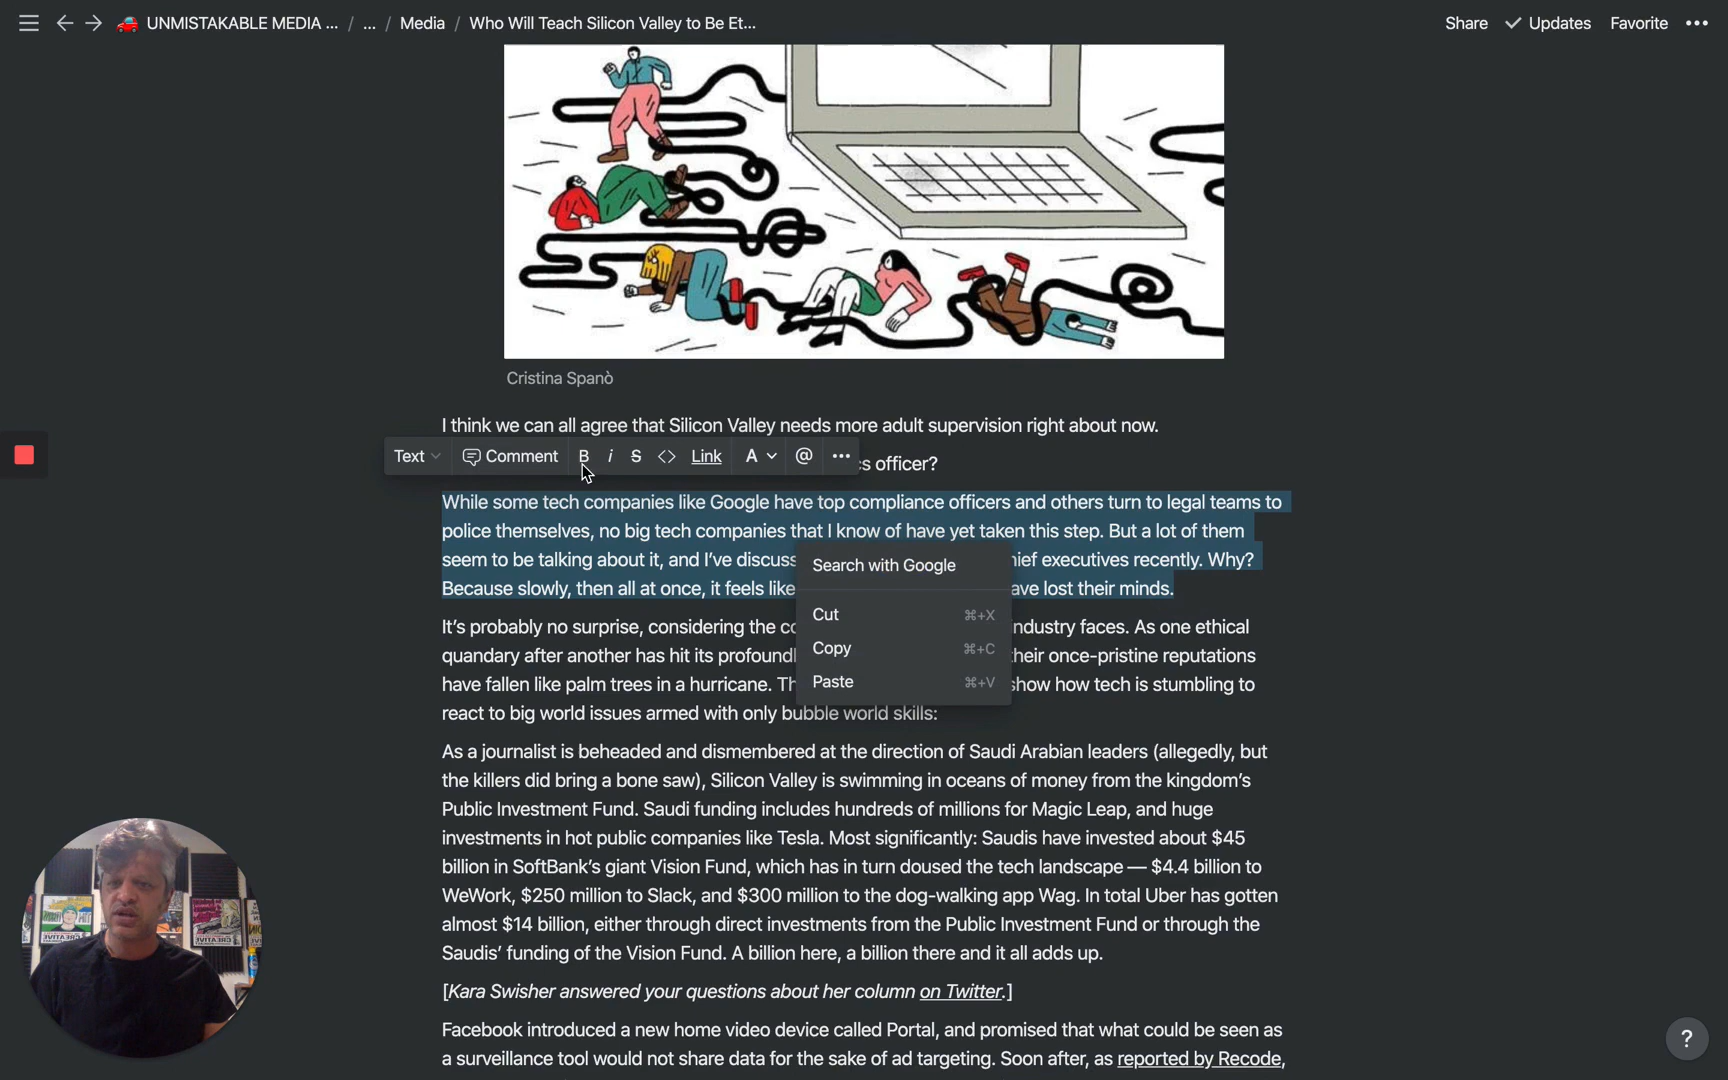 UNMISTAKABLE MEDIA ... / ... / Media / Who Will Teach Silicon Valley to Be Et...
Share Updates Favorite •••
Cristina Spanò
I think we can all agree that Silicon Valley needs more adult supervision right about now.
Text Comment B i S <> Link A @ •••
s officer?
While some tech companies like Google have top compliance officers and others turn to legal teams to
police themselves, no big tech companies that I know of have yet taken this step. But a lot of them
seem to be talking about it, and I've discuss hief executives recently. Why?
Because slowly, then all at once, it feels like ave lost their minds.
Search with Google
Cut ⌘+X
Copy ⌘+C
Paste ⌘+V
It's probably no surprise, considering the co industry faces. As one ethical
quandary after another has hit its profoundl their once-pristine reputations
have fallen like palm trees in a hurricane. Th show how tech is stumbling to
react to big world issues armed with only bubble world skills:
As a journalist is beheaded and dismembered at the direction of Saudi Arabian leaders (allegedly, but
the killers did bring a bone saw), Silicon Valley is swimming in oceans of money from the kingdom's
Public Investment Fund. Saudi funding includes hundreds of millions for Magic Leap, and huge
investments in hot public companies like Tesla. Most significantly: Saudis have invested about $45
billion in SoftBank's giant Vision Fund, which has in turn doused the tech landscape — $4.4 billion to
WeWork, $250 million to Slack, and $300 million to the dog-walking app Wag. In total Uber has gotten
almost $14 billion, either through direct investments from the Public Investment Fund or through the
Saudis' funding of the Vision Fund. A billion here, a billion there and it all adds up.
[Kara Swisher answered your questions about her column on Twitter.]
Facebook introduced a new home video device called Portal, and promised that what could be seen as
a surveillance tool would not share data for the sake of ad targeting. Soon after, as reported by Recode,
?